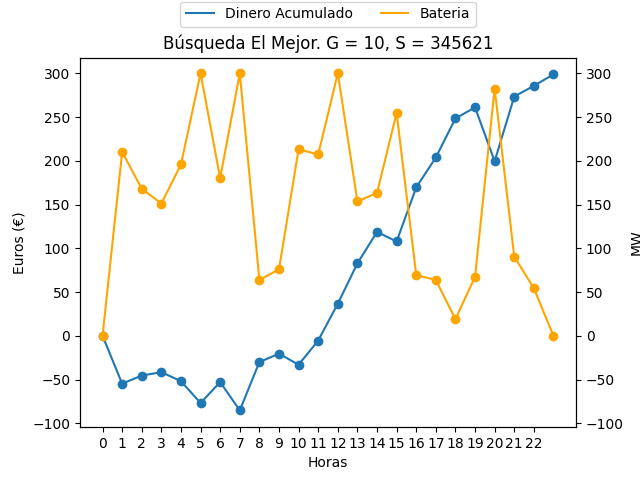 Dinero Acumulado Bateria
Búsqueda El Mejor. G = 10, S = 345621
300 300
250 250
200 200
150 150
100 100
50 50
0 0
−50 −50
−100 −100
Euros (€)
MW
0 1 2 3 4 5 6 7 8 9 10 11 12 13 14 15 16 17 18 19 20 21 22
Horas